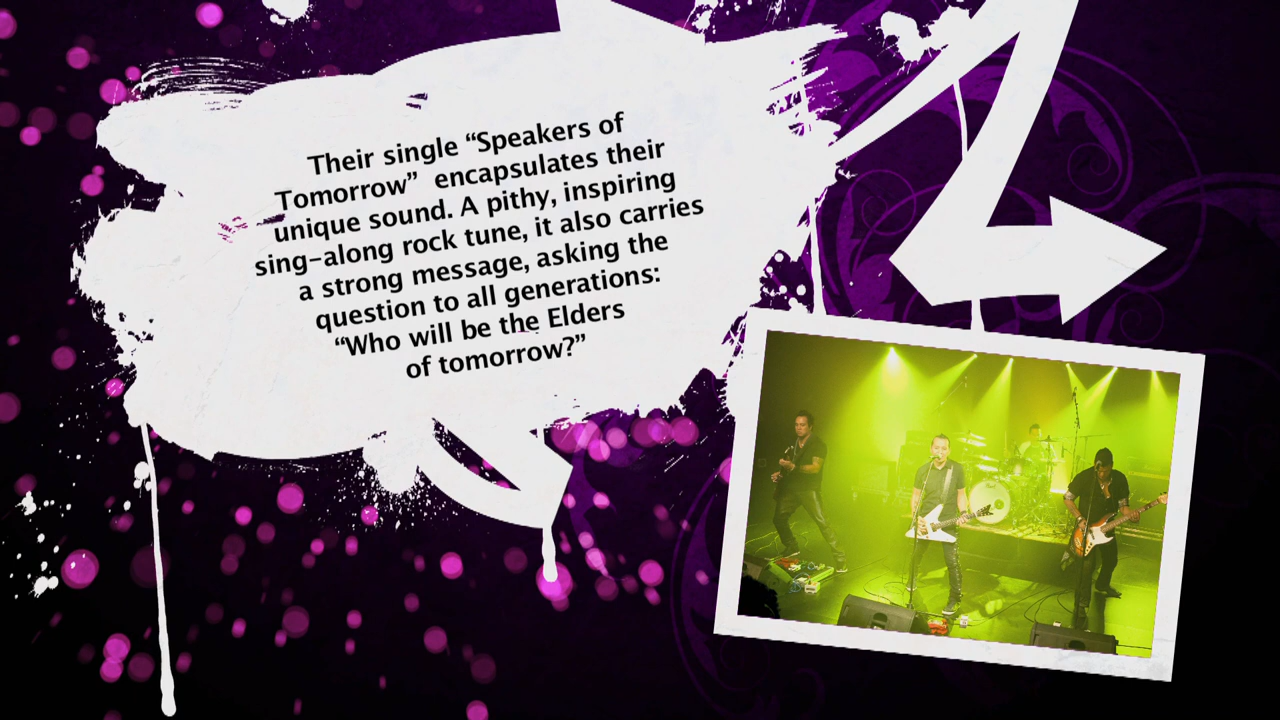 Their single “Speakers of
Tomorrow”  encapsulates their
unique sound. A pithy, inspiring
sing-along rock tune, it also carries
a strong message, asking the
question to all generations:
“Who will be the Elders
of tomorrow?”